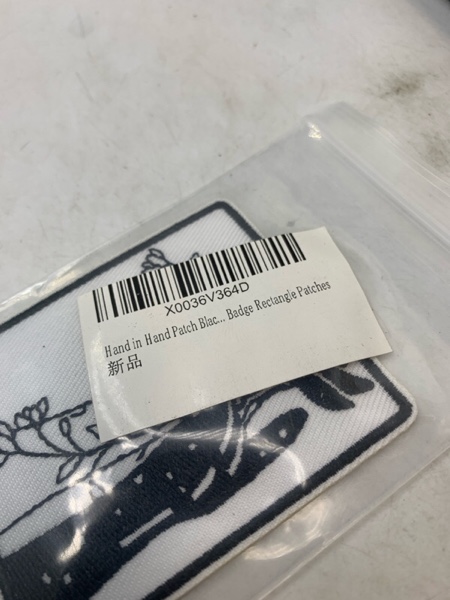 X0036V364D
Hand in Hand Patch Blac... Badge Rectangle Patches
新品